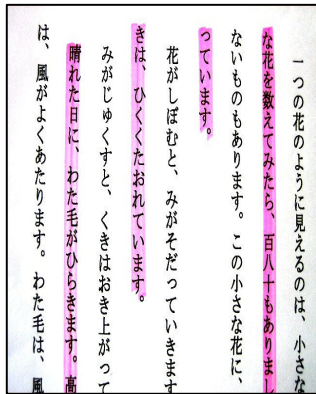 一つの花のように見えるのは、小さな
な花を数えてみたら、百八十もありまし
ないものもあります。この小さな花に、
っています。
花がしぼむと、みがそだっていきます
きは、ひくくたおれています。
みがじゅくすと、くきはおき上がって
晴れた日に、わた毛がひらきます。高
は、風がよくあたります。わた毛は、風